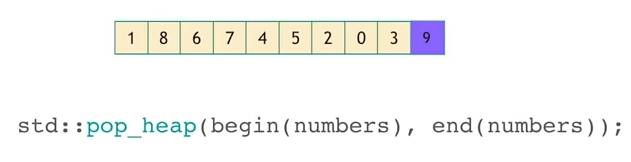 1 8 6 7 4 5 2 0 3 9
std::pop_heap(begin(numbers), end(numbers));